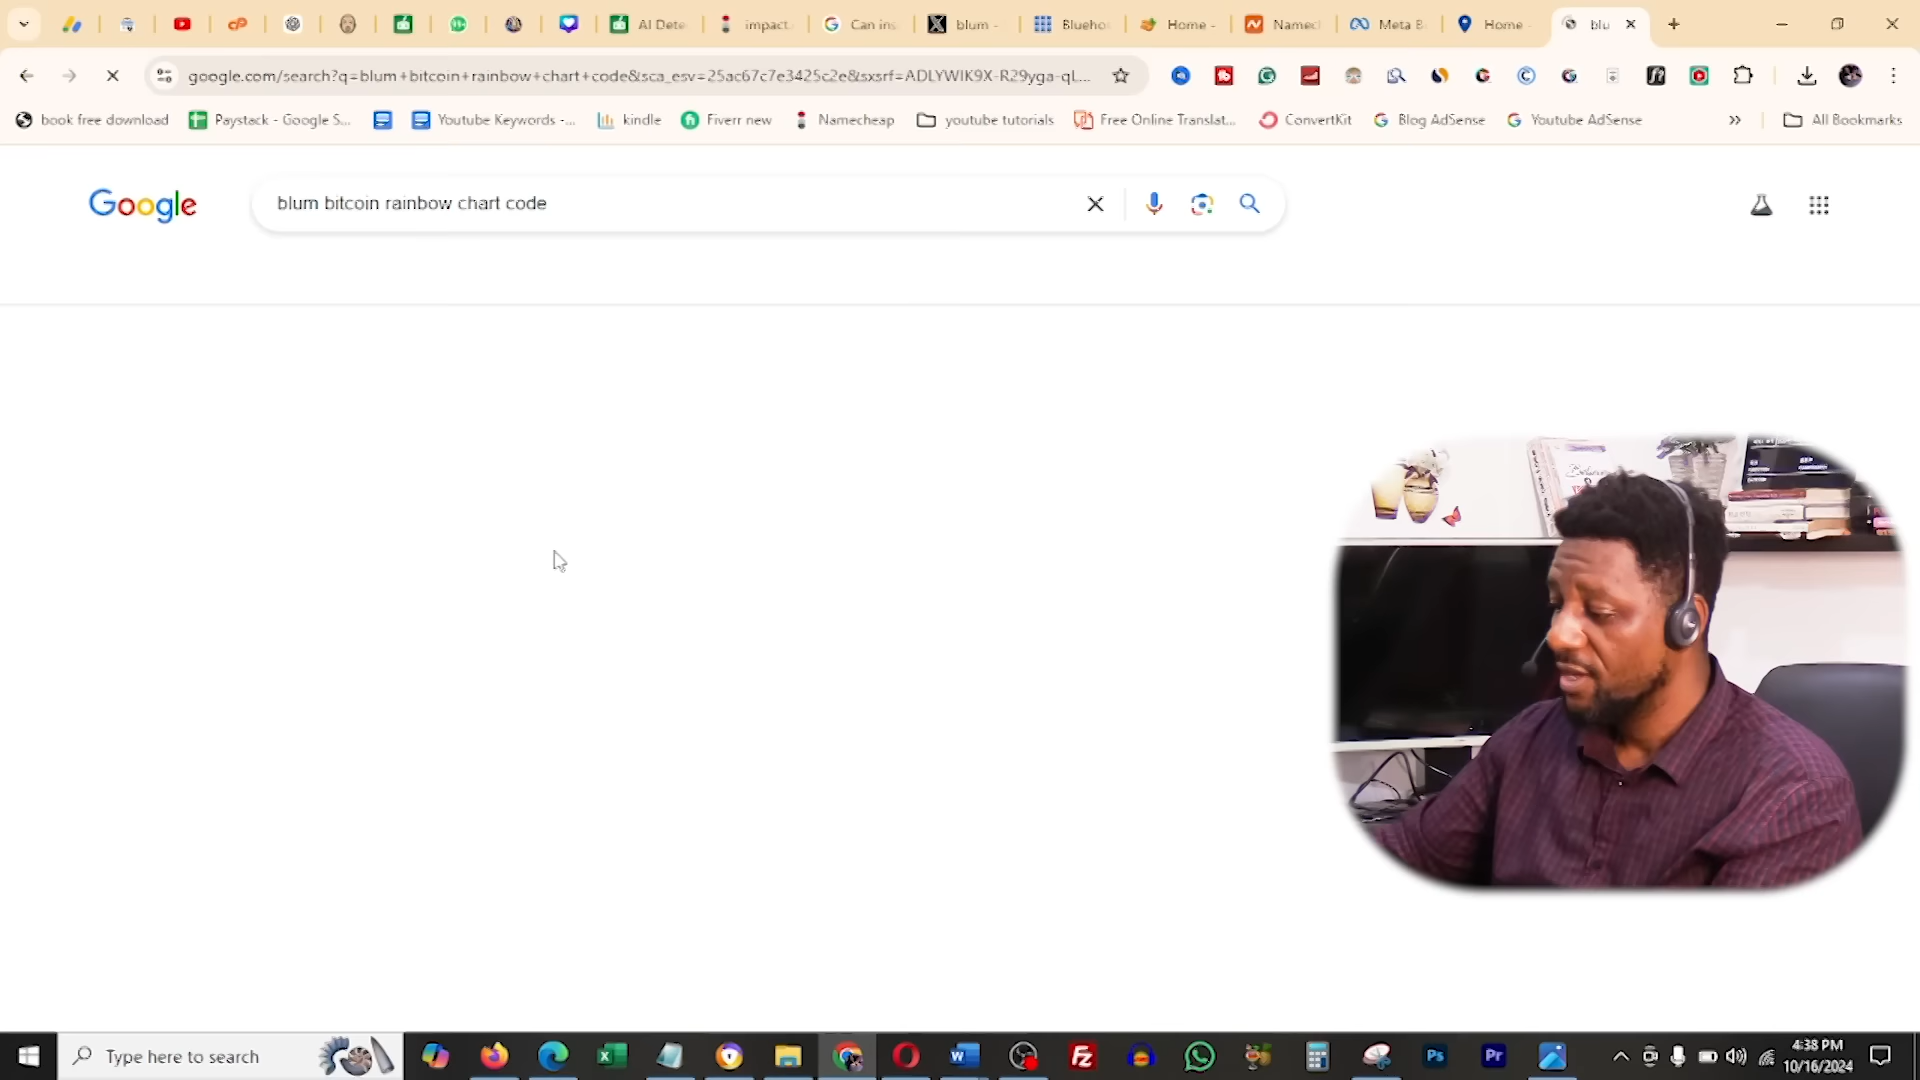 AI Dete
impact.
Can ins
blum -
Blueho
Home -
Namec
Meta B
Home -
blu
google.com/search?q=blum+bitcoin+rainbow+chart+code&sca_esv=25ac67c7e3425c2e&sxsrf=ADLYWIK9X-R29yga-qL...
book free download
Paystack - Google S...
Youtube Keywords -...
kindle
Fiverr new
Namecheap
youtube tutorials
Free Online Translat...
ConvertKit
Blog AdSense
Youtube AdSense
All Bookmarks
Google
blum bitcoin rainbow chart code
Type here to search
4:38 PM
10/16/2024